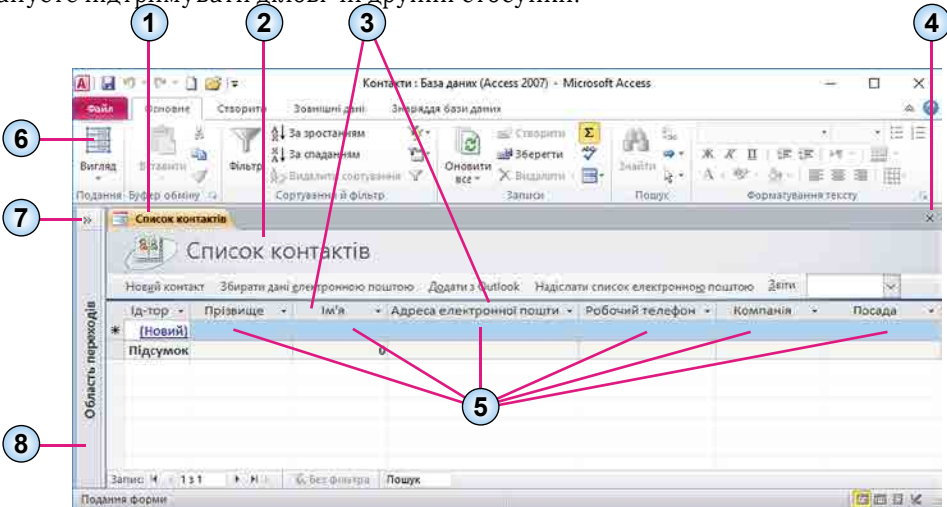 1 2 3 4
Контакти : База даних (Access 2007) - Microsoft Access
Файл Основне Створити Зовнішні дані Знаряддя бази даних
6
Вигляд Вставити Фільтр За зростанням
За спаданням
Видалити сортування
Оновити все Створити
Зберегти
Видалити
Знайти
Подання Буфер обміну Сортування й фільтр Записи Пошук Форматування тексту
7 Список контактів
Список контактів
Новий контакт Збирати дані електронною поштою Додати з Outlook Надіслати список електронною поштою Звіти
Ід-тор Прізвище Ім'я Адреса електронної пошти Робочий телефон Компанія Посада
(Новий)
Підсумок 0
Область переходів
5
8
Запис: 1 з 1 Без фільтра Пошук
Подання форми